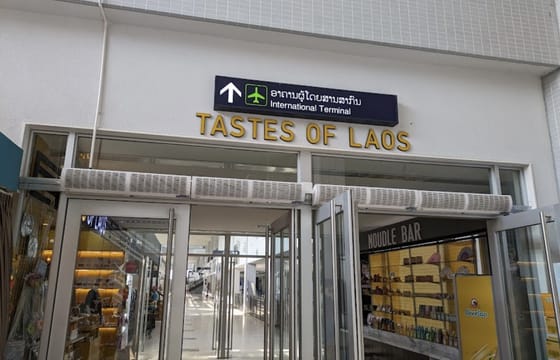 ອາຄານຜູ້ໂດຍສານສາກົນ
International Terminal
TASTES OF LAOS
NOUDLE BAR